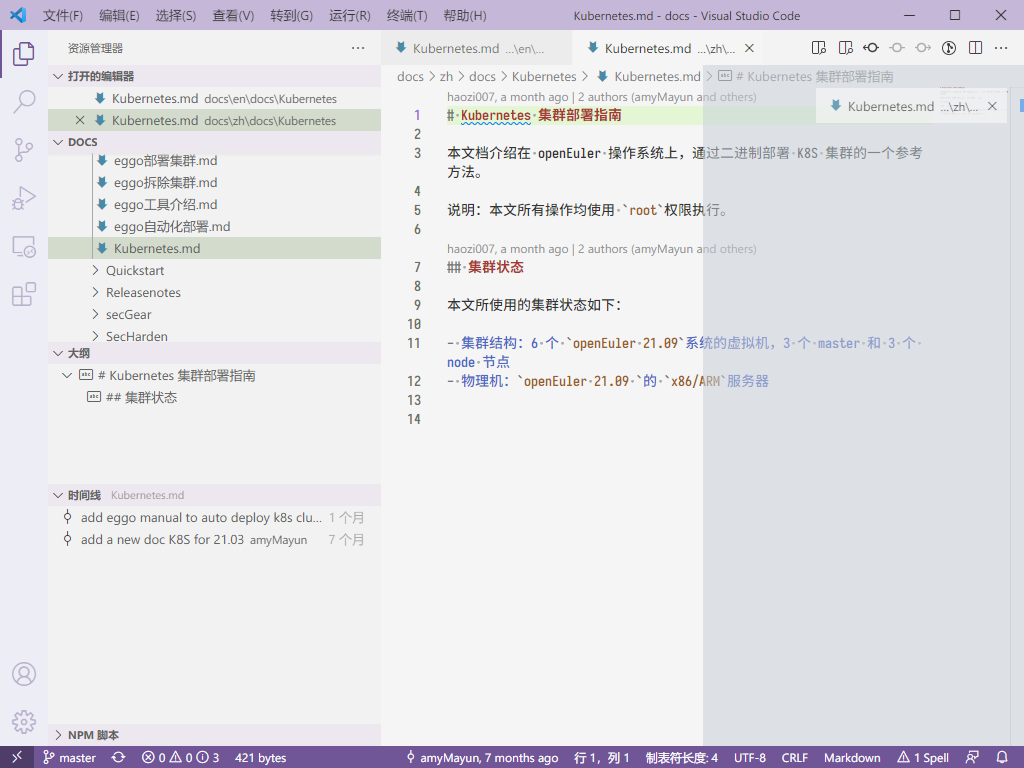 文件(F) 编辑(E) 选择(S) 查看(V) 转到(G) 运行(R) 终端(T) 帮助(H) Kubernetes.md - docs - Visual Studio Code
资源管理器
打开的编辑器
Kubernetes.md docs\en\docs\Kubernetes
Kubernetes.md docs\zh\docs\Kubernetes
DOCS
eggo部署集群.md
eggo拆除集群.md
eggo工具介绍.md
eggo自动化部署.md
Kubernetes.md
Quickstart
Releasenotes
secGear
SecHarden
大纲
# Kubernetes 集群部署指南
## 集群状态
时间线 Kubernetes.md
add eggo manual to auto deploy k8s clu... 1 个月
add a new doc K8S for 21.03 amyMayun 7 个月
NPM 脚本
Kubernetes.md ...\en\... Kubernetes.md ...\zh\...
docs > zh > docs > Kubernetes > Kubernetes.md > # Kubernetes 集群部署指南
Kubernetes.md ...\zh\...
haozi007, a month ago | 2 authors (amyMayun and others)
1 # Kubernetes 集群部署指南
2
3 本文档介绍在 openEuler 操作系统上，通过二进制部署 K8S 集群的一个参考
方法。
4
5 说明：本文所有操作均使用 `root`权限执行。
6
haozi007, a month ago | 2 authors (amyMayun and others)
7 ## 集群状态
8
9 本文所使用的集群状态如下：
10
11 - 集群结构：6 个 `openEuler 21.09`系统的虚拟机，3 个 master 和 3 个
node 节点
12 - 物理机：`openEuler 21.09 `的 `x86/ARM`服务器
13
14
master 0 0 3 421 bytes amyMayun, 7 months ago 行 1，列 1 制表符长度: 4 UTF-8 CRLF Markdown 1 Spell